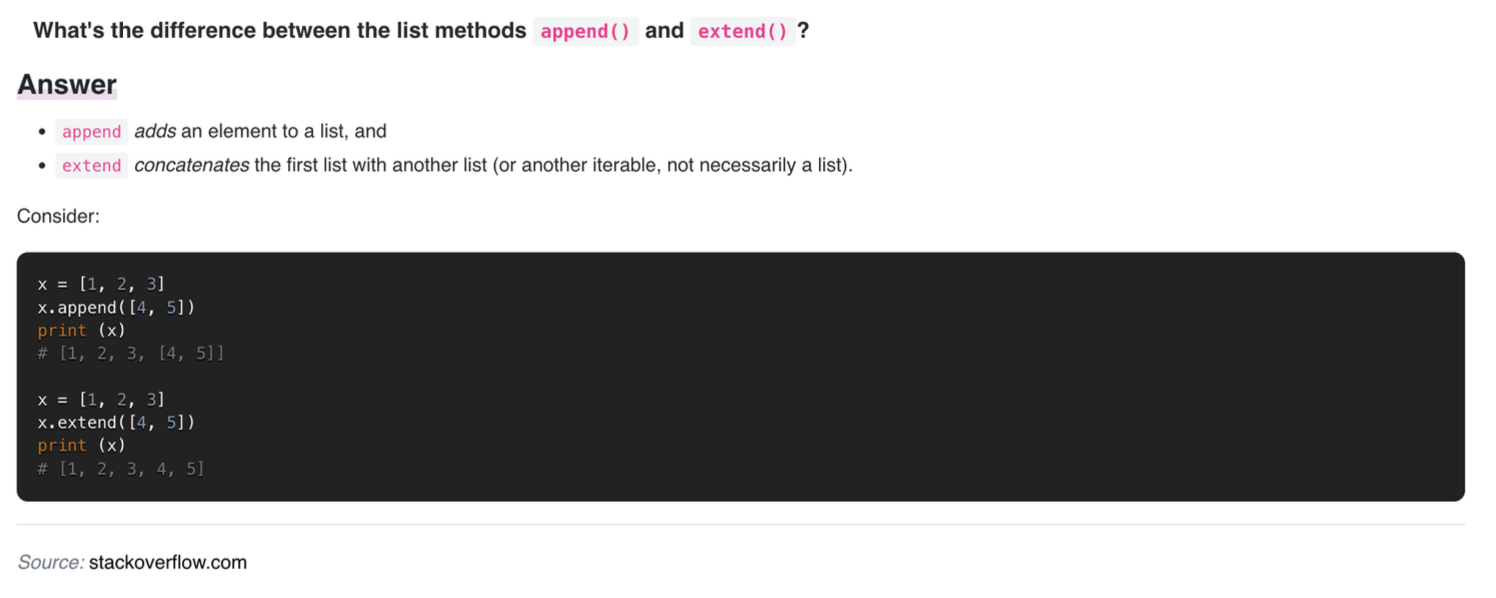 What's the difference between the list methods append() and extend() ?
Answer
• append adds an element to a list, and
• extend concatenates the first list with another list (or another iterable, not necessarily a list).
Consider:
x = [1, 2, 3]
x.append([4, 5])
print (x)
# [1, 2, 3, [4, 5]]

x = [1, 2, 3]
x.extend([4, 5])
print (x)
# [1, 2, 3, 4, 5]
Source: stackoverflow.com